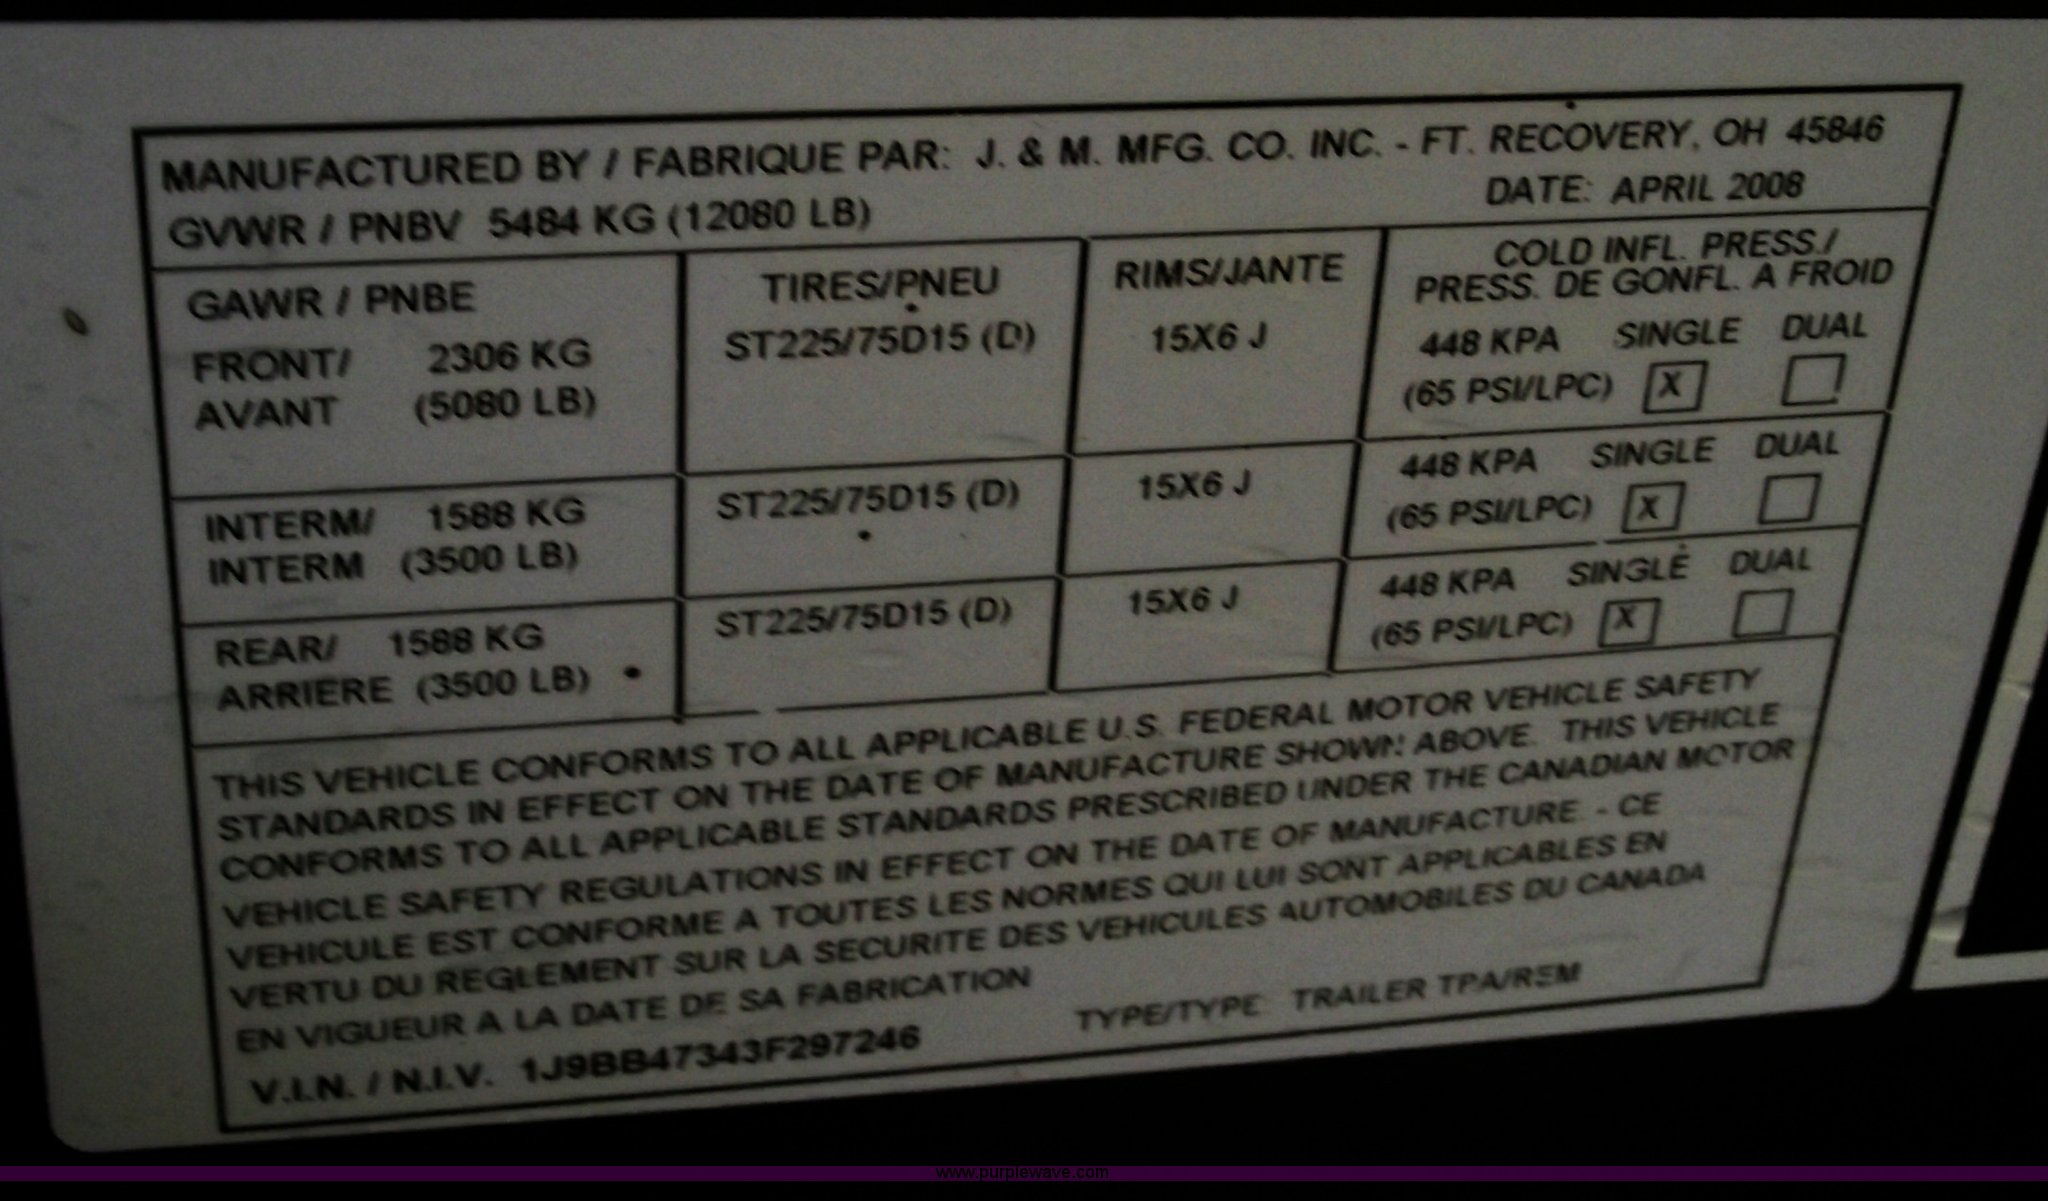 MANUFACTURED BY / FABRIQUE PAR: J. & M. MFG. CO. INC. - FT. RECOVERY, OH 45846
GVWR / PNBV 5484 KG (12080 LB) DATE: APRIL 2008
GAWR / PNBE TIRES/PNEU RIMS/JANTE COLD INFL. PRESS./
PRESS. DE GONFL. A FROID
FRONT/ 2306 KG ST225/75D15 (D) 15X6 J 448 KPA SINGLE DUAL
AVANT (5080 LB) (65 PSI/LPC) X
INTERM/ 1588 KG ST225/75D15 (D) 15X6 J 448 KPA SINGLE DUAL
INTERM (3500 LB) (65 PSI/LPC) X
REAR/ 1588 KG ST225/75D15 (D) 15X6 J 448 KPA SINGLE DUAL
ARRIERE (3500 LB) (65 PSI/LPC) X
THIS VEHICLE CONFORMS TO ALL APPLICABLE U.S. FEDERAL MOTOR VEHICLE SAFETY
STANDARDS IN EFFECT ON THE DATE OF MANUFACTURE SHOWN ABOVE. THIS VEHICLE
CONFORMS TO ALL APPLICABLE STANDARDS PRESCRIBED UNDER THE CANADIAN MOTOR
VEHICLE SAFETY REGULATIONS IN EFFECT ON THE DATE OF MANUFACTURE. - CE
VEHICULE EST CONFORME A TOUTES LES NORMES QUI LUI SONT APPLICABLES EN
VERTU DU REGLEMENT SUR LA SECURITE DES VEHICULES AUTOMOBILES DU CANADA
EN VIGUEUR A LA DATE DE SA FABRICATION
V.I.N. / N.I.V. 1J9BB47343F297246 TYPE/TYPE: TRAILER TPA/REM
www.purplewave.com